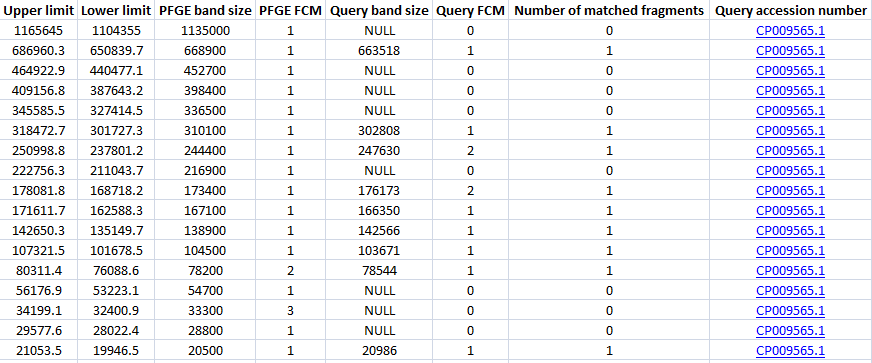 Upper limit Lower limit PFGE band size PFGE FCM Query band size Query FCM Number of matched fragments Query accession number
1165645 1104355 1135000 1 NULL 0 0 CP009565.1
686960.3 650839.7 668900 1 663518 1 1 CP009565.1
464922.9 440477.1 452700 1 NULL 0 0 CP009565.1
409156.8 387643.2 398400 1 NULL 0 0 CP009565.1
345585.5 327414.5 336500 1 NULL 0 0 CP009565.1
318472.7 301727.3 310100 1 302808 1 1 CP009565.1
250998.8 237801.2 244400 1 247630 2 1 CP009565.1
222756.3 211043.7 216900 1 NULL 0 0 CP009565.1
178081.8 168718.2 173400 1 176173 2 1 CP009565.1
171611.7 162588.3 167100 1 166350 1 1 CP009565.1
142650.3 135149.7 138900 1 142566 1 1 CP009565.1
107321.5 101678.5 104500 1 103671 1 1 CP009565.1
80311.4 76088.6 78200 2 78544 1 1 CP009565.1
56176.9 53223.1 54700 1 NULL 0 0 CP009565.1
34199.1 32400.9 33300 3 NULL 0 0 CP009565.1
29577.6 28022.4 28800 1 NULL 0 0 CP009565.1
21053.5 19946.5 20500 1 20986 1 1 CP009565.1